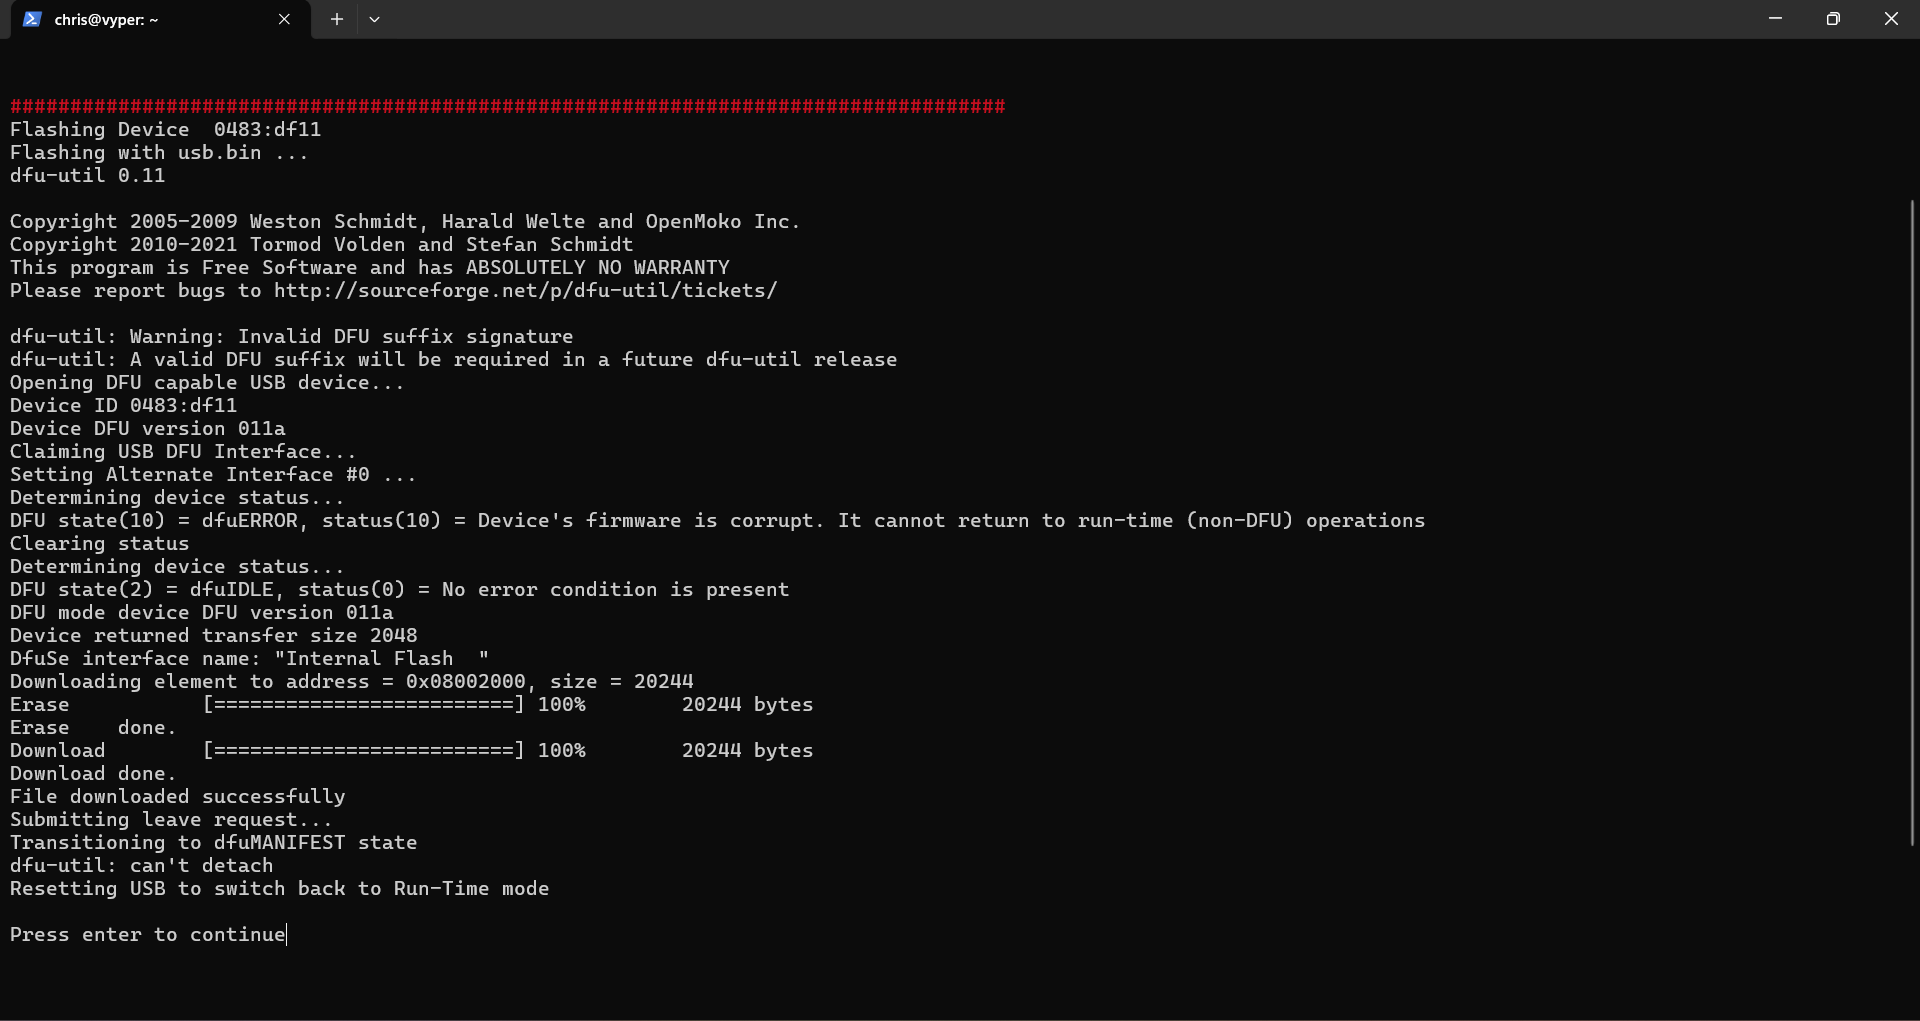 chris@vyper: ~
###################################################################################
Flashing Device  0483:df11
Flashing with usb.bin ...
dfu-util 0.11
Copyright 2005-2009 Weston Schmidt, Harald Welte and OpenMoko Inc.
Copyright 2010-2021 Tormod Volden and Stefan Schmidt
This program is Free Software and has ABSOLUTELY NO WARRANTY
Please report bugs to http://sourceforge.net/p/dfu-util/tickets/
dfu-util: Warning: Invalid DFU suffix signature
dfu-util: A valid DFU suffix will be required in a future dfu-util release
Opening DFU capable USB device...
Device ID 0483:df11
Device DFU version 011a
Claiming USB DFU Interface...
Setting Alternate Interface #0 ...
Determining device status...
DFU state(10) = dfuERROR, status(10) = Device's firmware is corrupt. It cannot return to run-time (non-DFU) operations
Clearing status
Determining device status...
DFU state(2) = dfuIDLE, status(0) = No error condition is present
DFU mode device DFU version 011a
Device returned transfer size 2048
DfuSe interface name: "Internal Flash  "
Downloading element to address = 0x08002000, size = 20244
Erase           [=========================] 100%        20244 bytes
Erase    done.
Download        [=========================] 100%        20244 bytes
Download done.
File downloaded successfully
Submitting leave request...
Transitioning to dfuMANIFEST state
dfu-util: can't detach
Resetting USB to switch back to Run-Time mode
Press enter to continue